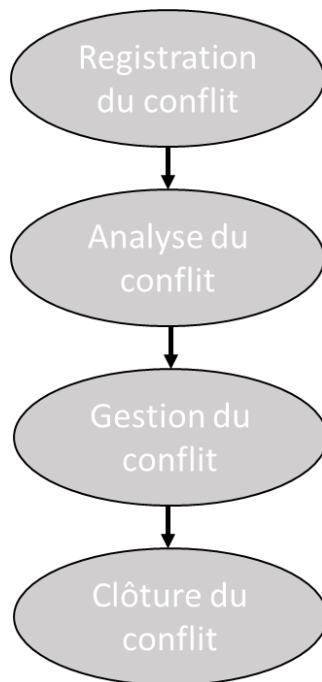 Registration
du conflit
Analyse du
conflit
Gestion du
conflit
Clôture du
conflit